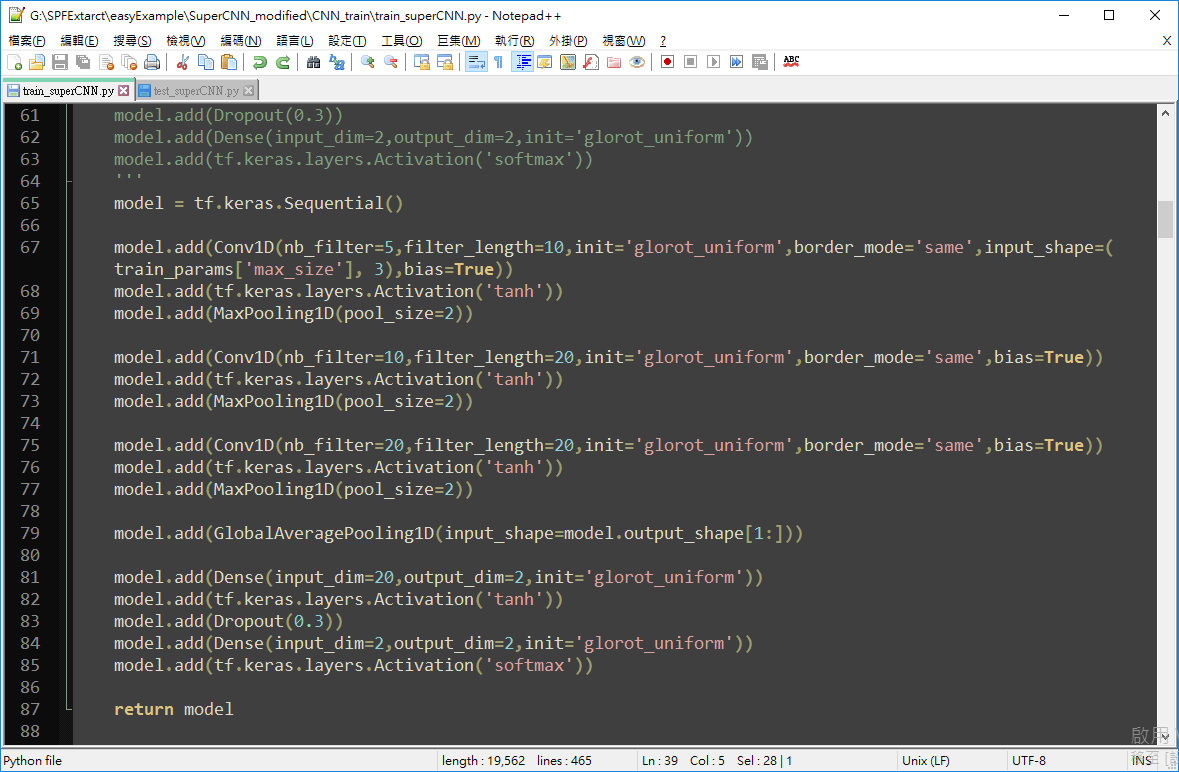 G:\SPFExtarct\easyExample\SuperCNN_modified\CNN_train\train_superCNN.py - Notepad++
檔案(F) 編輯(E) 搜尋(S) 檢視(V) 編碼(N) 語言(L) 設定(T) 工具(O) 巨集(M) 執行(R) 外掛(P) 視窗(W) ? X
ABC
train_superCNN.py test_superCNN.py
61 model.add(Dropout(0.3))
62 model.add(Dense(input_dim=2,output_dim=2,init='glorot_uniform'))
63 model.add(tf.keras.layers.Activation('softmax'))
64 '''
65 model = tf.keras.Sequential()
66
67 model.add(Conv1D(nb_filter=5,filter_length=10,init='glorot_uniform',border_mode='same',input_shape=(
train_params['max_size'], 3),bias=True))
68 model.add(tf.keras.layers.Activation('tanh'))
69 model.add(MaxPooling1D(pool_size=2))
70
71 model.add(Conv1D(nb_filter=10,filter_length=20,init='glorot_uniform',border_mode='same',bias=True))
72 model.add(tf.keras.layers.Activation('tanh'))
73 model.add(MaxPooling1D(pool_size=2))
74
75 model.add(Conv1D(nb_filter=20,filter_length=20,init='glorot_uniform',border_mode='same',bias=True))
76 model.add(tf.keras.layers.Activation('tanh'))
77 model.add(MaxPooling1D(pool_size=2))
78
79 model.add(GlobalAveragePooling1D(input_shape=model.output_shape[1:]))
80
81 model.add(Dense(input_dim=20,output_dim=2,init='glorot_uniform'))
82 model.add(tf.keras.layers.Activation('tanh'))
83 model.add(Dropout(0.3))
84 model.add(Dense(input_dim=2,output_dim=2,init='glorot_uniform'))
85 model.add(tf.keras.layers.Activation('softmax'))
86
87 return model
88
啟用
Python file length : 19,562 lines : 465 Ln : 39 Col : 5 Sel : 28 | 1 Unix (LF) UTF-8 INS